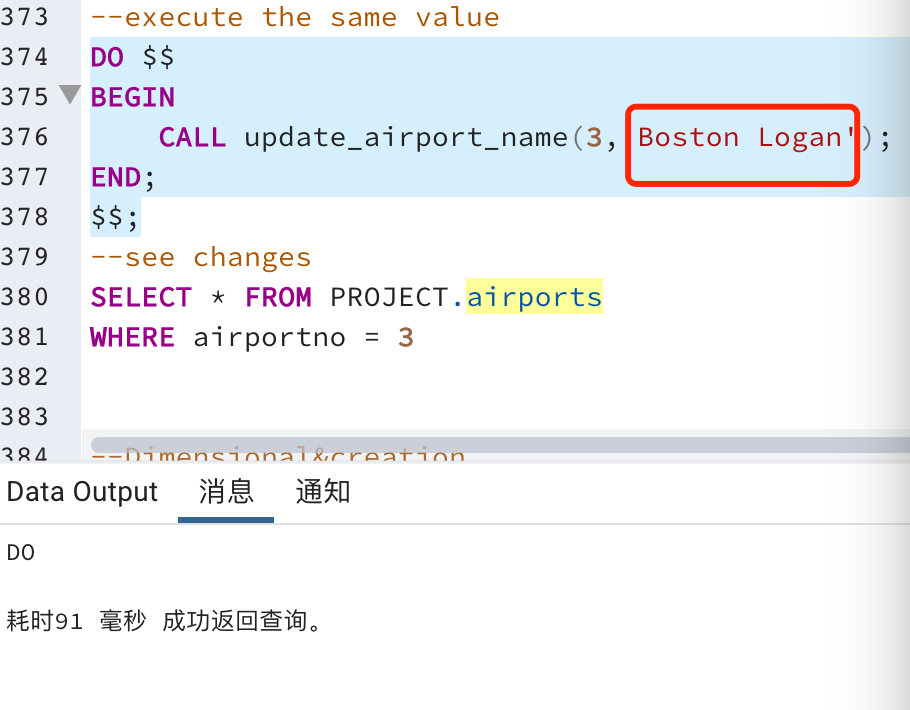 373 --execute the same value
374 DO $$
375 BEGIN
376 CALL update_airport_name(3, Boston Logan');
377 END;
378 $$;
379 --see changes
380 SELECT * FROM PROJECT.airports
381 WHERE airportno = 3
382
383
384 --Dimensional&creation
Data Output 消息 通知
DO
耗时91 毫秒 成功返回查询。